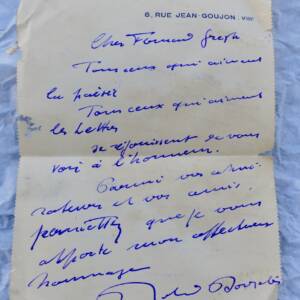 6, RUE JEAN-GOUJON. VIIIe
Cher Fernand Gregh
Tous ceux qui aiment
la poésie
Tous ceux qui aiment
les lettres
se réjouissent de vous
voir à l'honneur.
Parmi vos admi-
rateurs et vos amis,
permettez que je vous
apporte mon affectueux
hommage